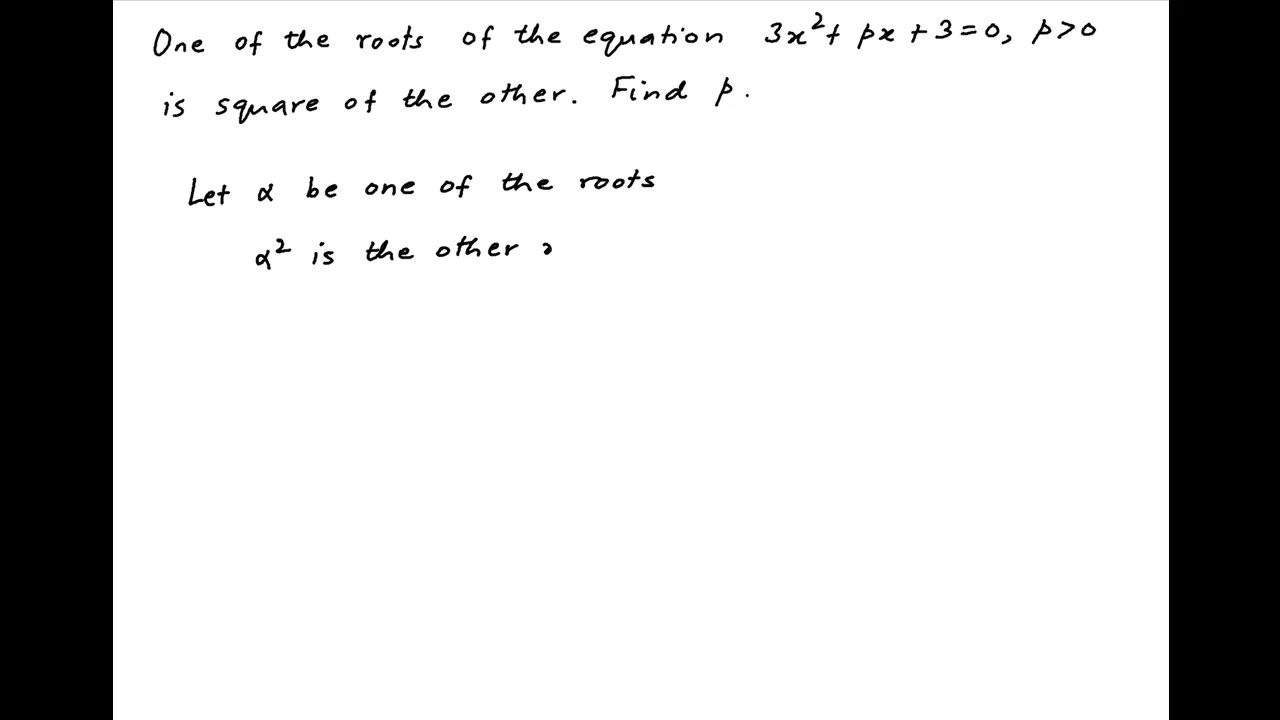 One of the roots of the equation 3x² + px + 3 = 0, p > 0
is square of the other. Find p.
Let α be one of the roots
α² is the other